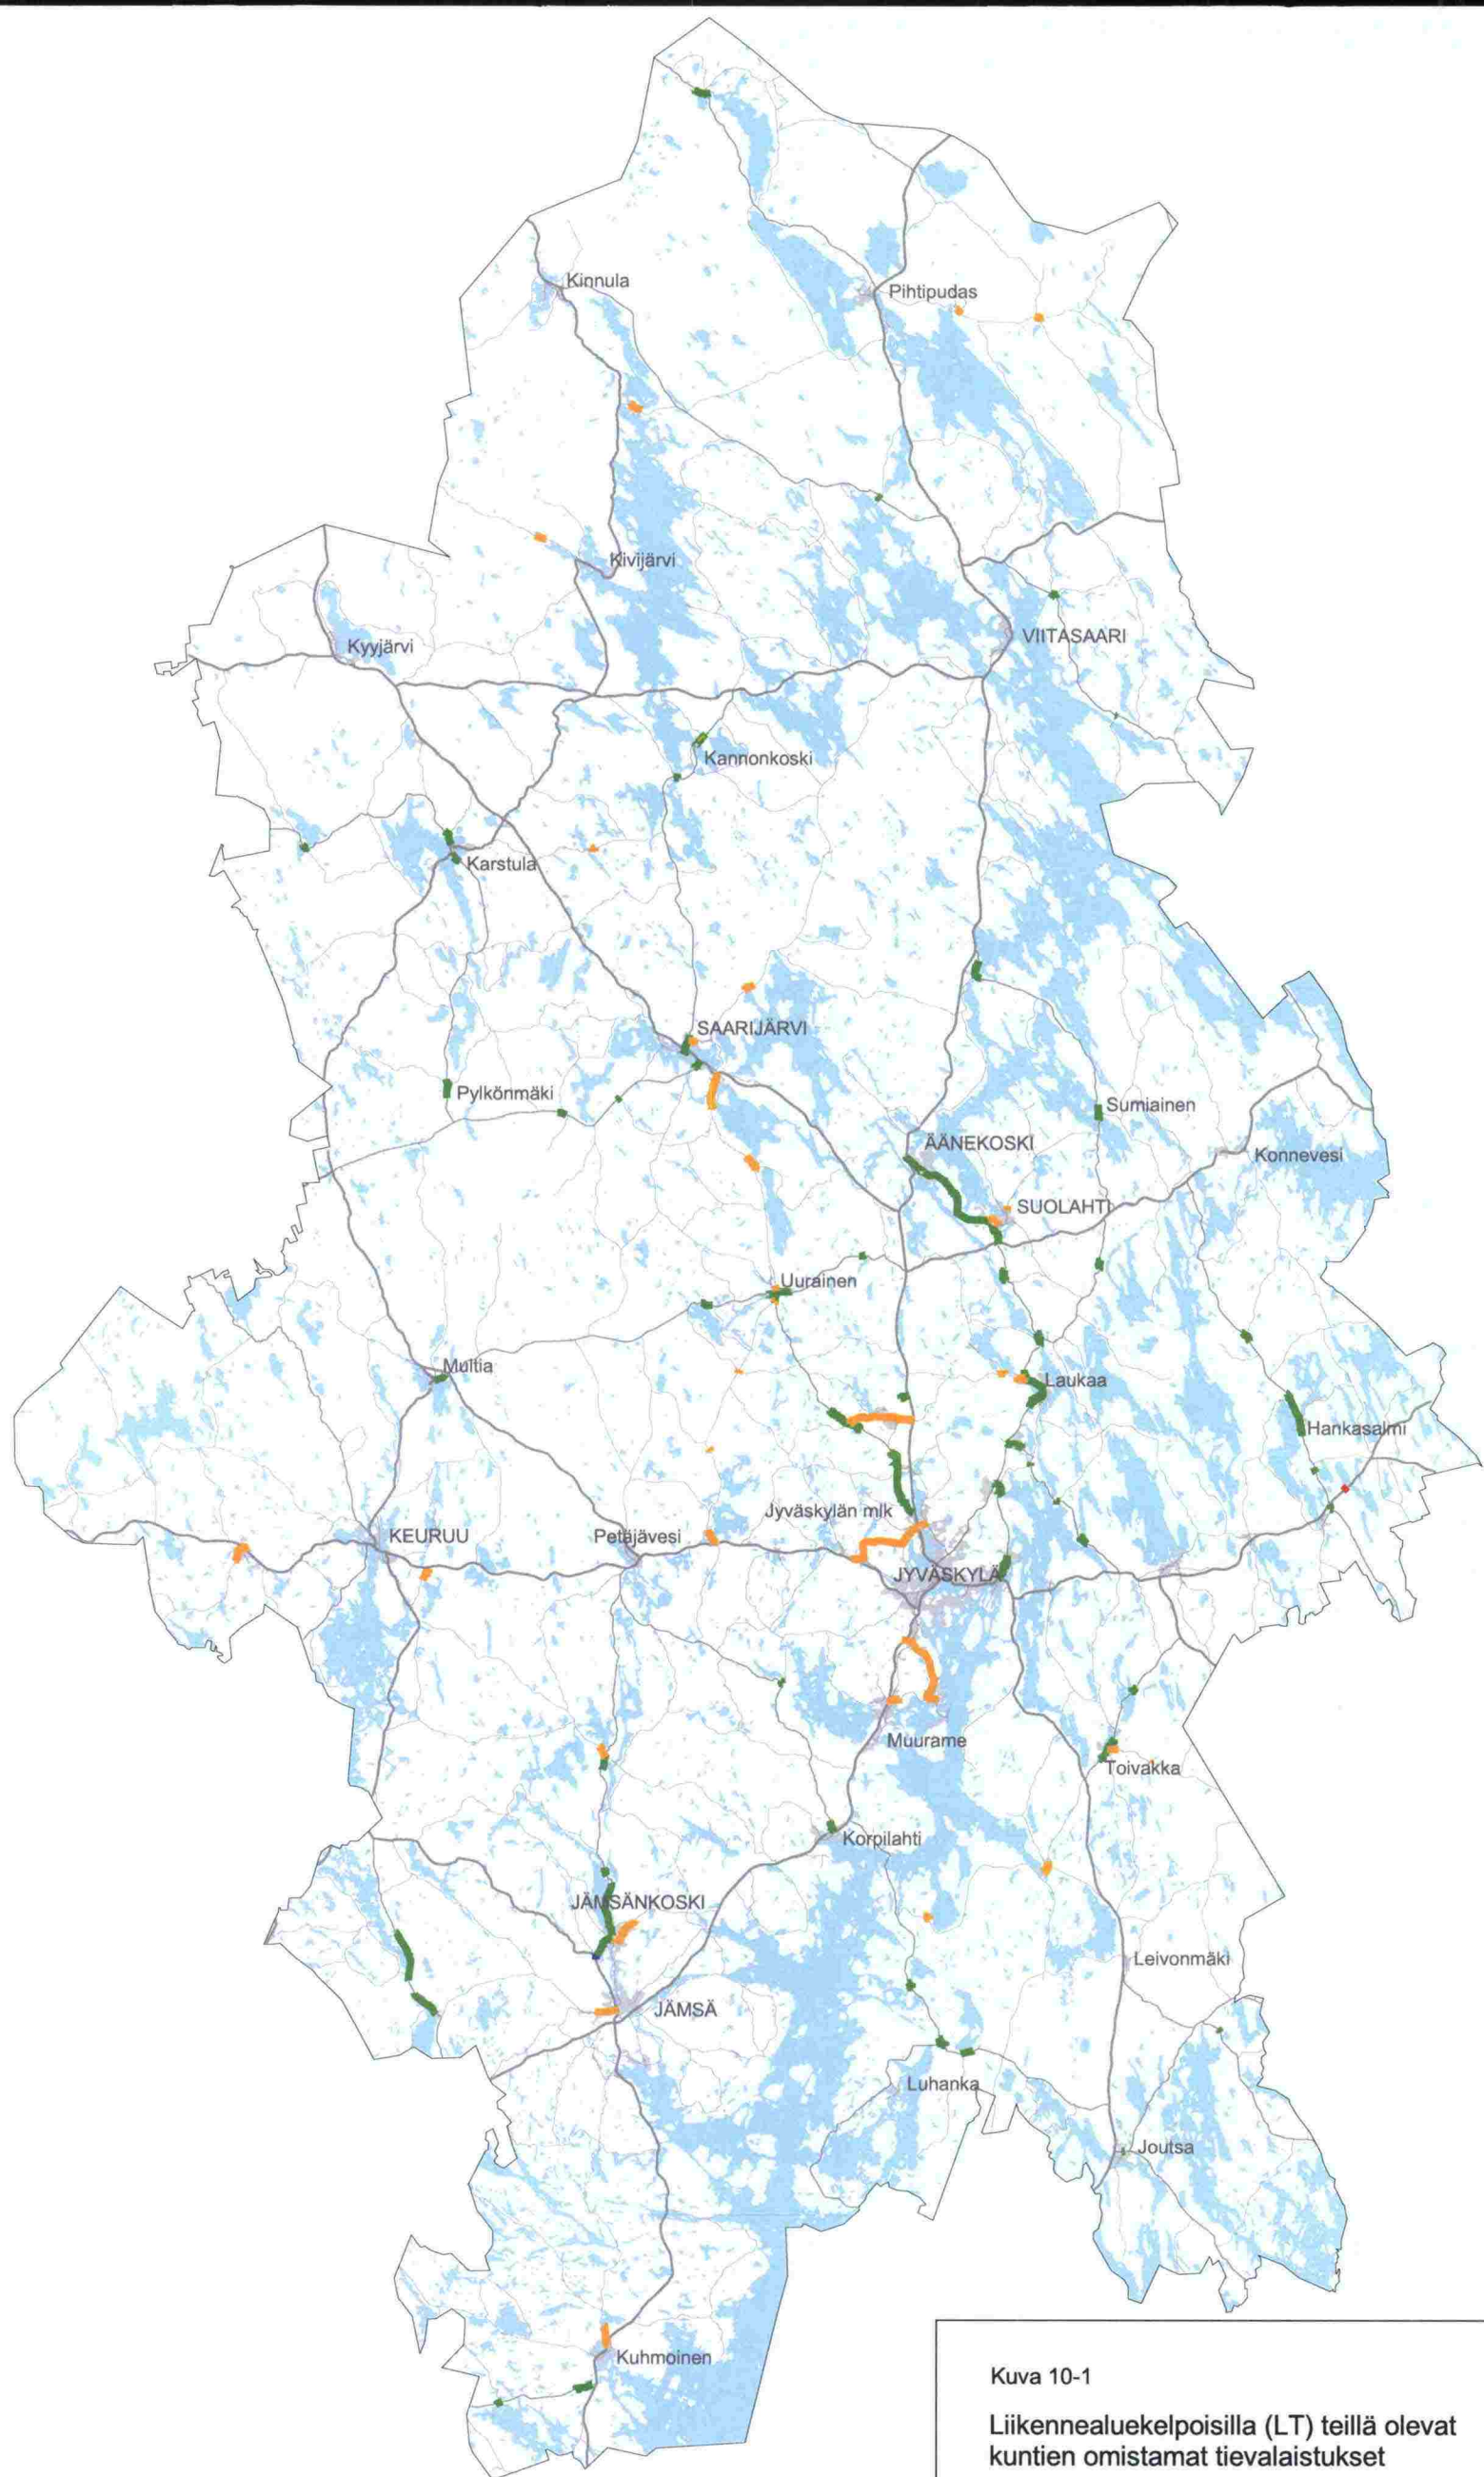 Kinnula
Pihtipudas
Kivijärvi
VIITASAARI
Kyyjärvi
Kannonkoski
Karstula
SAARIJÄRVI
Pylkönmäki
Sumiainen
ÄÄNEKOSKI
Konnevesi
SUOLAHTI
Uurainen
Multia
Laukaa
Hankasalmi
Jyväskylän mlk
KEURUU
Petäjävesi
JYVÄSKYLÄ
Muurame
Toivakka
Korpilahti
JÄMSÄNKOSKI
Leivonmäki
JÄMSÄ
Luhanka
Joutsa
Kuhmoinen
Kuva 10-1
Liikennealuekelpoisilla (LT) teillä olevat
kuntien omistamat tievalaistukset